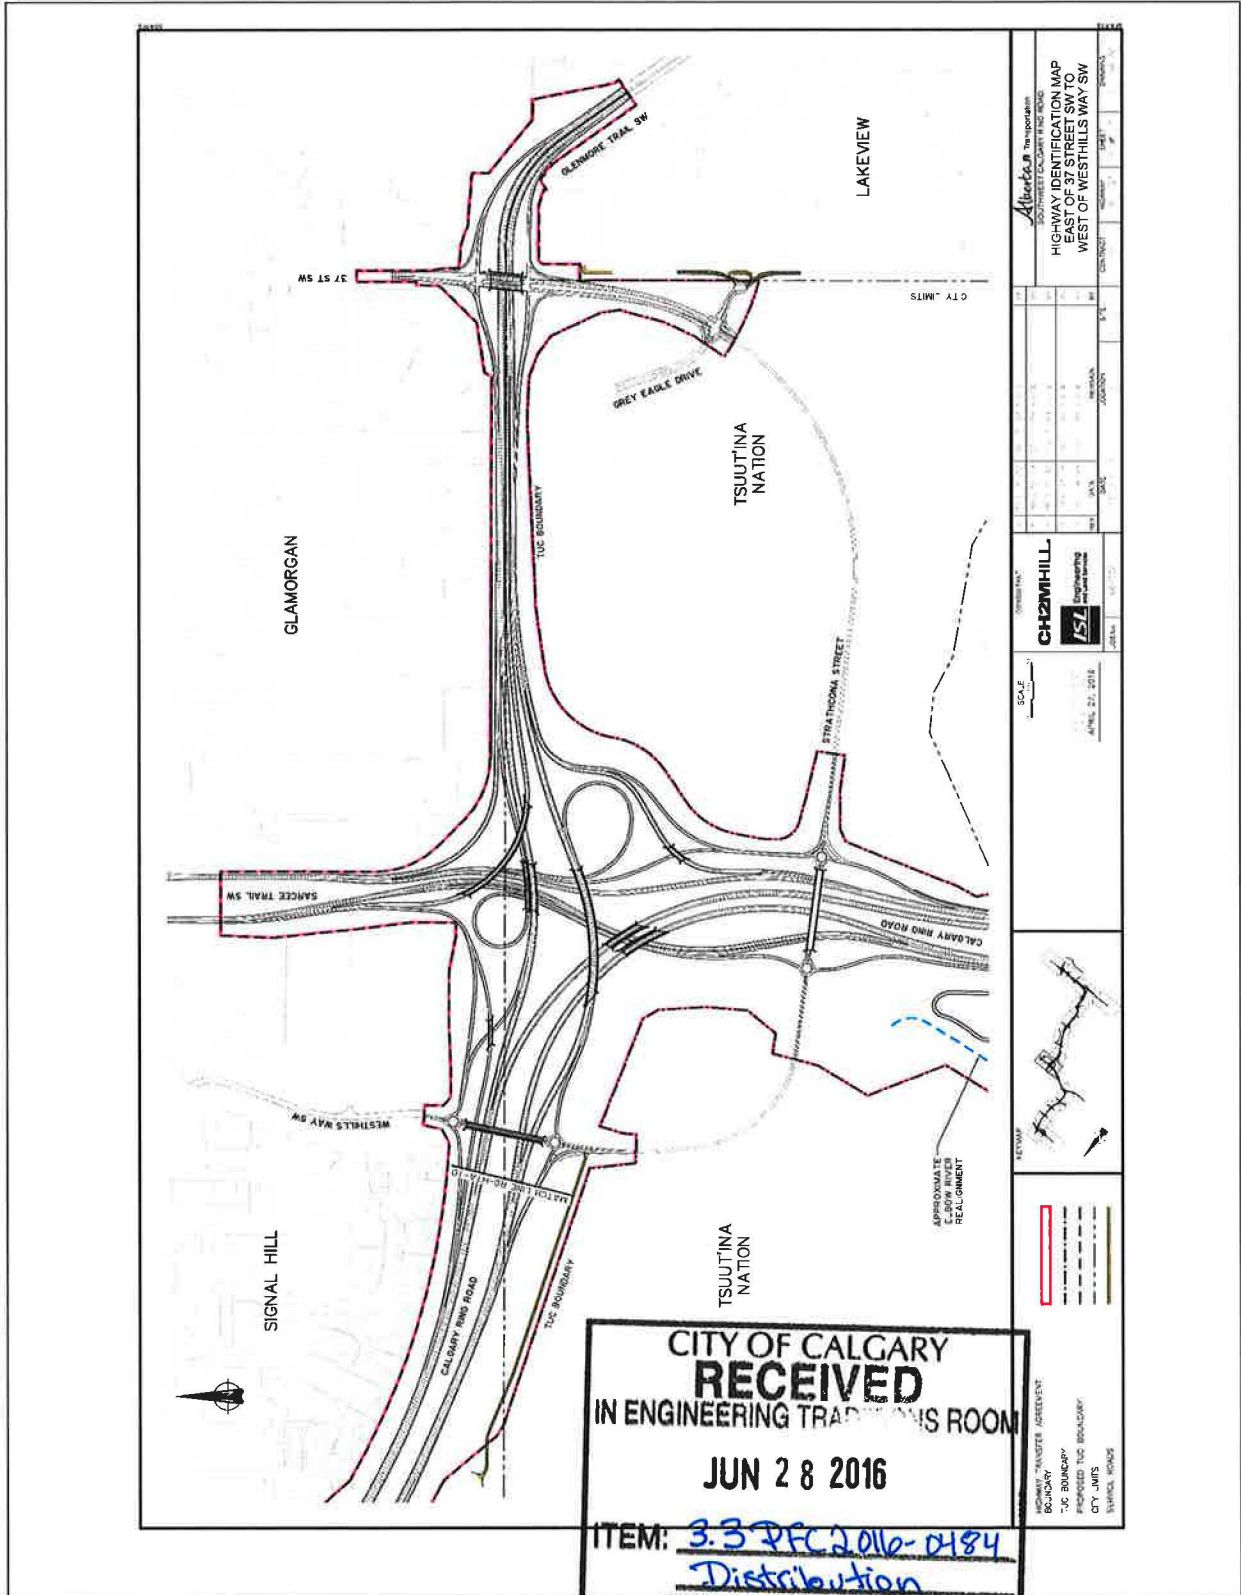 GLENMORE TRAIL SW
LAKEVIEW
37 ST SW
CITY LIMITS
GREY EAGLE DRIVE
TSUUT'INA
NATION
TUC BOUNDARY
GLAMORGAN
STRATHCONA STREET
SARCEE TRAIL SW
CALGARY RING ROAD
WESTHILLS WAY SW
APPROXIMATE
ELBOW RIVER
REALIGNMENT
SIGNAL HILL
CALGARY RING ROAD
TUC BOUNDARY
TSUUT'INA
NATION
Alberta Transportation
SOUTHWEST CALGARY RING ROAD
HIGHWAY IDENTIFICATION MAP
EAST OF 37 STREET SW TO
WEST OF WESTHILLS WAY SW
CONSULTANT
CH2MHILL
ISL Engineering
and Land Services
SCALE
APRIL 27, 2016
KEYMAP
HIGHWAY TRANSFER AGREEMENT
BOUNDARY
TUC BOUNDARY
PROPOSED TUC BOUNDARY
CITY LIMITS
SERVICE ROADS
CITY OF CALGARY
RECEIVED
IN ENGINEERING TRADITIONS ROOM
JUN 28 2016
ITEM: 3.3 PFC2016-0484
Distribution